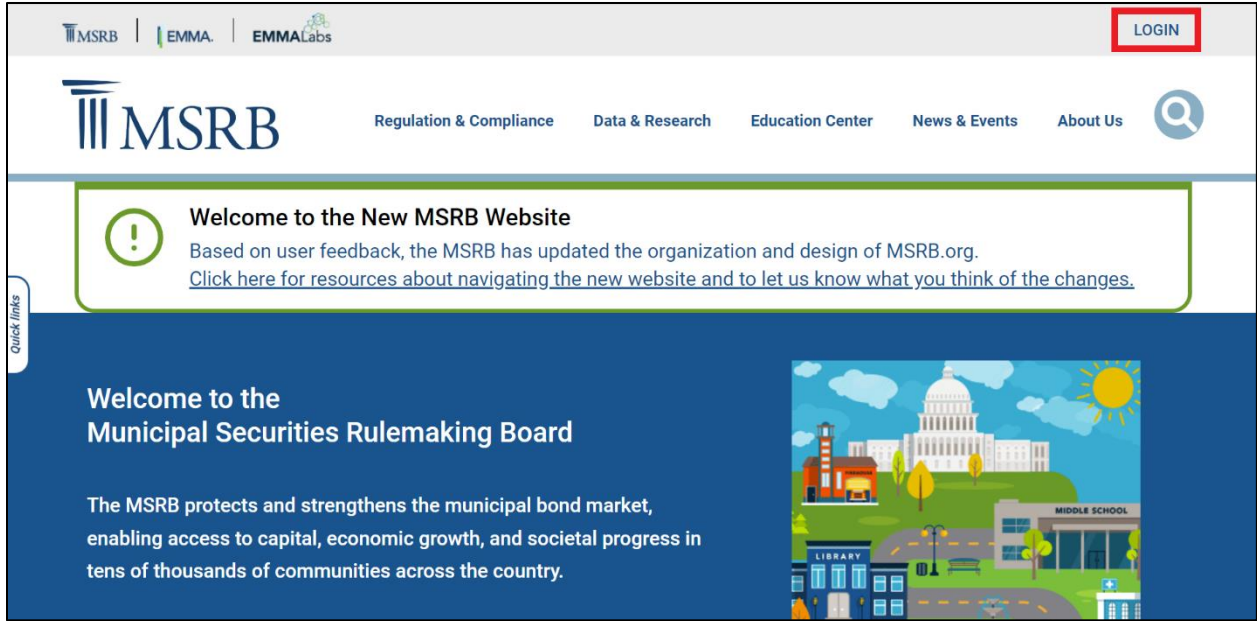 MSRB
EMMA.
EMMALabs
LOGIN
MSRB
Regulation & Compliance
Data & Research
Education Center
News & Events
About Us
Welcome to the New MSRB Website
Based on user feedback, the MSRB has updated the organization and design of MSRB.org.
Click here for resources about navigating the new website and to let us know what you think of the changes.
Quick links
Welcome to the
Municipal Securities Rulemaking Board
The MSRB protects and strengthens the municipal bond market,
enabling access to capital, economic growth, and societal progress in
tens of thousands of communities across the country.
MIDDLE SCHOOL
LIBRARY